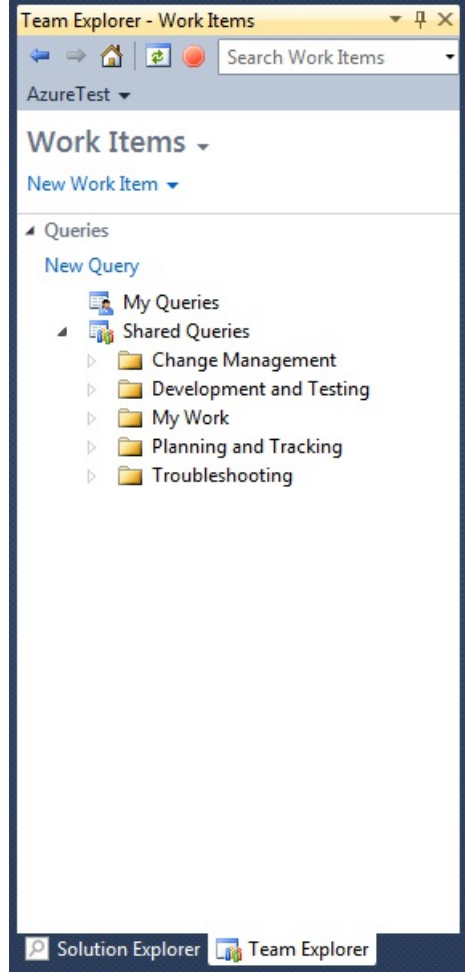 Team Explorer - Work Items
Search Work Items
AzureTest
Work Items
New Work Item
Queries
New Query
My Queries
Shared Queries
Change Management
Development and Testing
My Work
Planning and Tracking
Troubleshooting
Solution Explorer Team Explorer